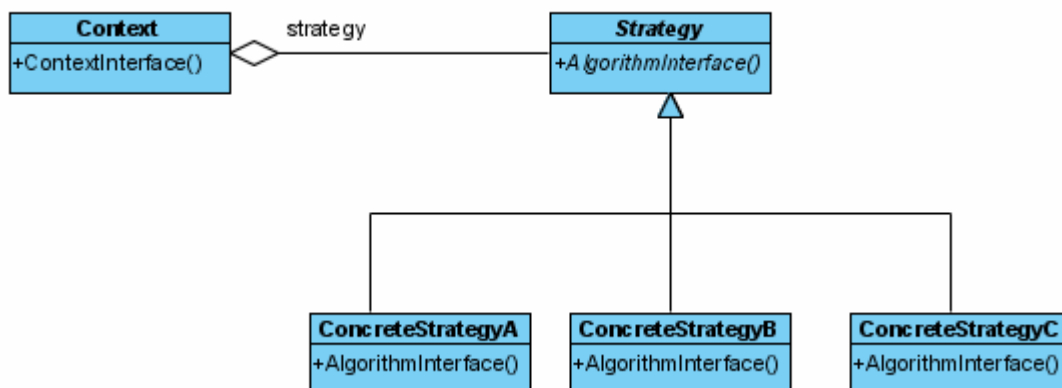 Context
+ContextInterface()
strategy
Strategy
+AlgorithmInterface()
ConcreteStrategyA
+AlgorithmInterface()
ConcreteStrategyB
+AlgorithmInterface()
ConcreteStrategyC
+AlgorithmInterface()